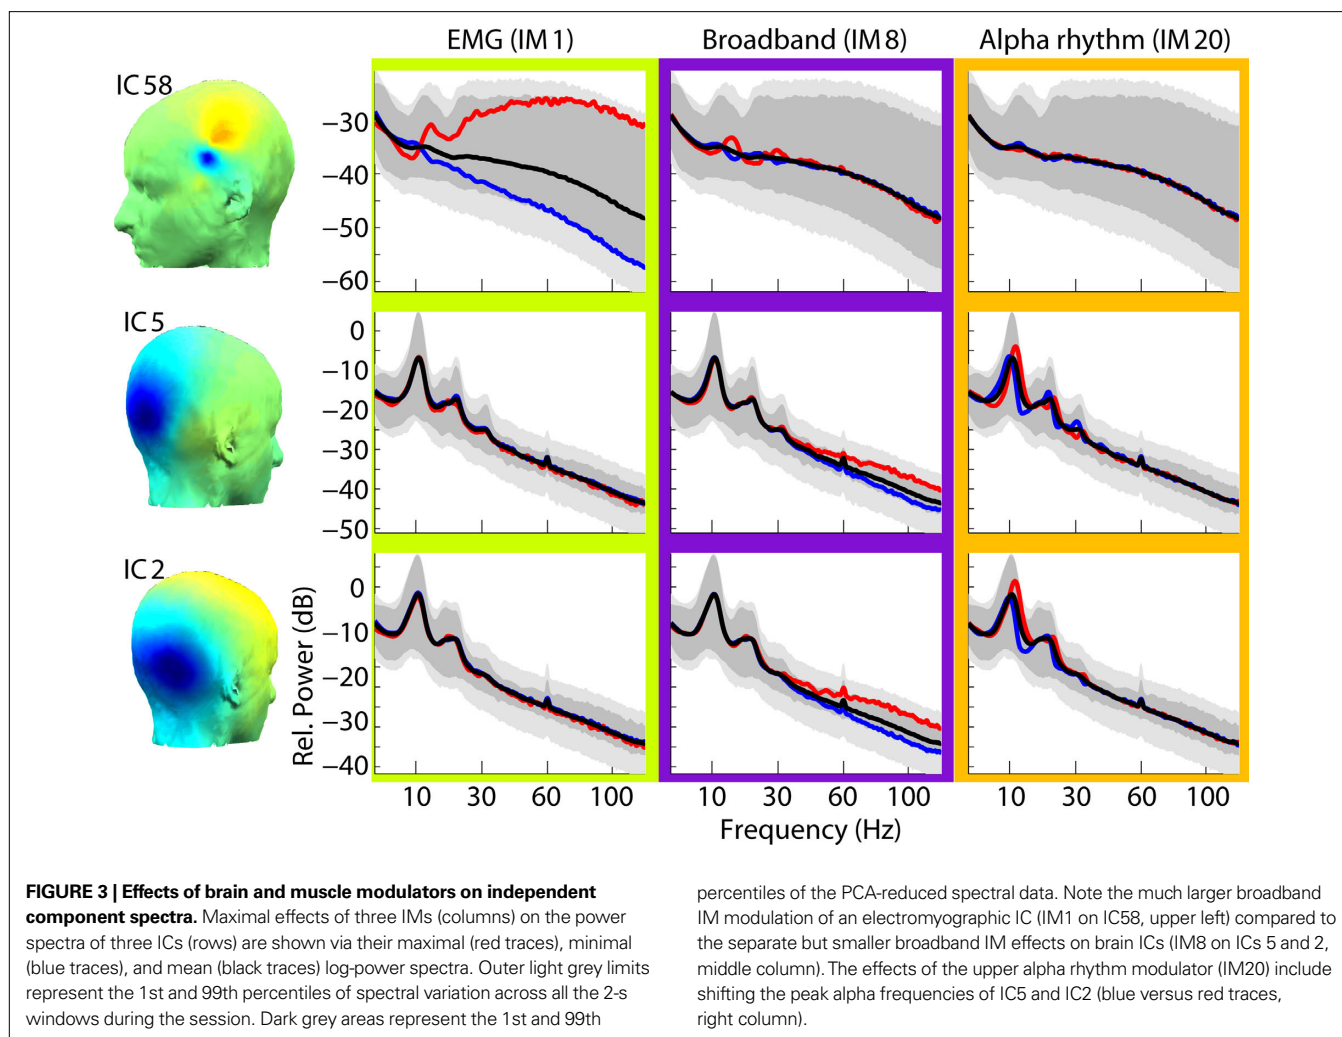 EMG (IM 1)
Broadband (IM 8)
Alpha rhythm (IM 20)
IC 58
−30
−40
−50
−60
IC 5
0
−10
−20
−30
−40
−50
IC 2
Rel. Power (dB)
0
−10
−20
−30
−40
10 30 60 100
10 30 60 100
10 30 60 100
Frequency (Hz)
FIGURE 3 | Effects of brain and muscle modulators on independent
component spectra. Maximal effects of three IMs (columns) on the power
spectra of three ICs (rows) are shown via their maximal (red traces), minimal
(blue traces), and mean (black traces) log-power spectra. Outer light grey limits
represent the 1st and 99th percentiles of spectral variation across all the 2-s
windows during the session. Dark grey areas represent the 1st and 99th
percentiles of the PCA-reduced spectral data. Note the much larger broadband
IM modulation of an electromyographic IC (IM1 on IC58, upper left) compared to
the separate but smaller broadband IM effects on brain ICs (IM8 on ICs 5 and 2,
middle column). The effects of the upper alpha rhythm modulator (IM20) include
shifting the peak alpha frequencies of IC5 and IC2 (blue versus red traces,
right column).